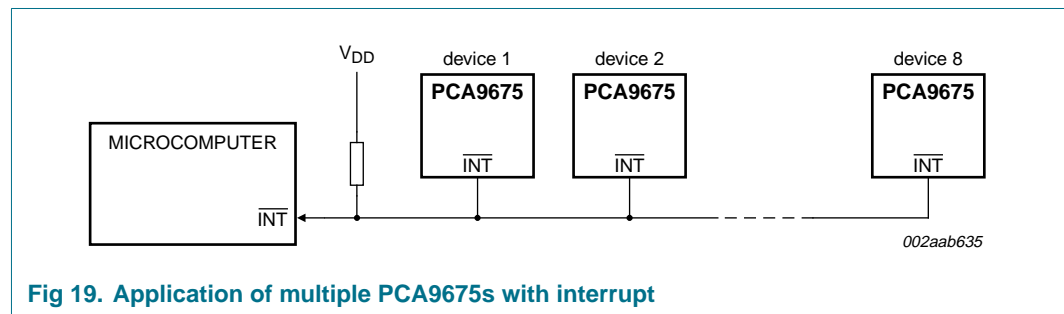 V_DD
device 1 device 2 device 8
PCA9675 PCA9675 PCA9675
MICROCOMPUTER
INT INT INT
INT
002aab635
Fig 19. Application of multiple PCA9675s with interrupt